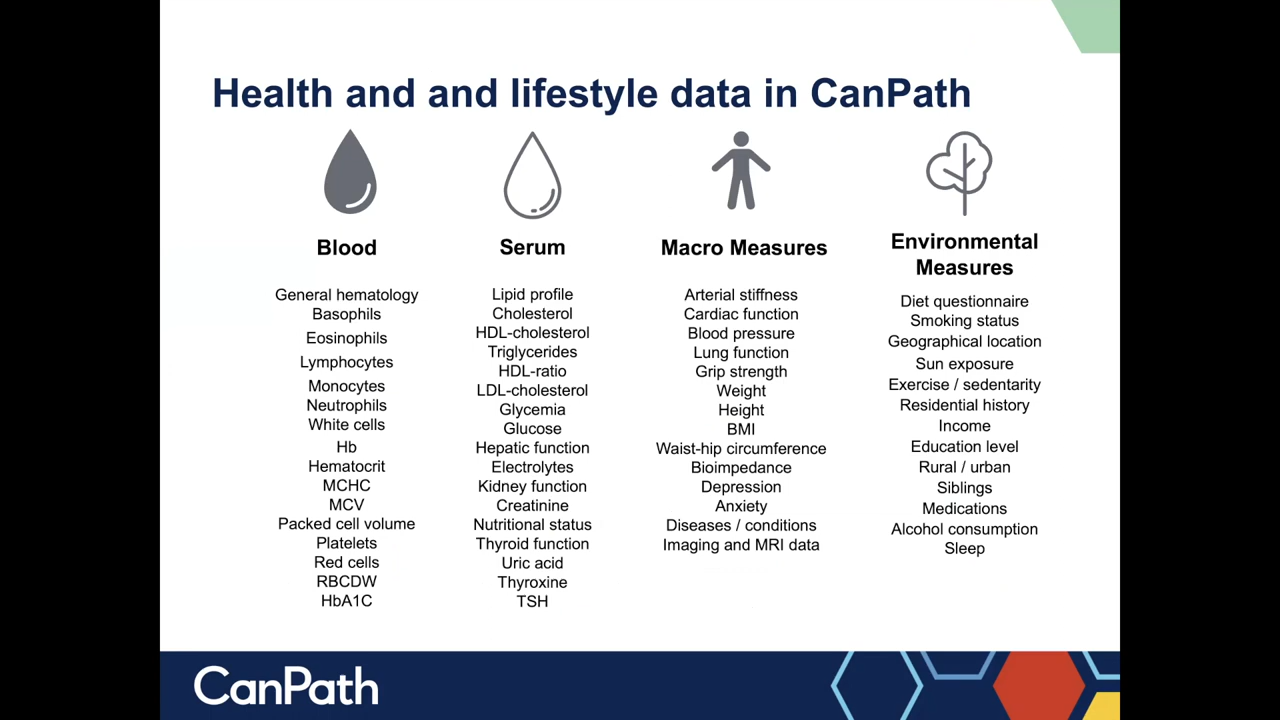 Health and and lifestyle data in CanPath
Blood
General hematology
Basophils
Eosinophils
Lymphocytes
Monocytes
Neutrophils
White cells
Hb
Hematocrit
MCHC
MCV
Packed cell volume
Platelets
Red cells
RBCDW
HbA1C
Serum
Lipid profile
Cholesterol
HDL-cholesterol
Triglycerides
HDL-ratio
LDL-cholesterol
Glycemia
Glucose
Hepatic function
Electrolytes
Kidney function
Creatinine
Nutritional status
Thyroid function
Uric acid
Thyroxine
TSH
Macro Measures
Arterial stiffness
Cardiac function
Blood pressure
Lung function
Grip strength
Weight
Height
BMI
Waist-hip circumference
Bioimpedance
Depression
Anxiety
Diseases / conditions
Imaging and MRI data
Environmental
Measures
Diet questionnaire
Smoking status
Geographical location
Sun exposure
Exercise / sedentarity
Residential history
Income
Education level
Rural / urban
Siblings
Medications
Alcohol consumption
Sleep
CanPath